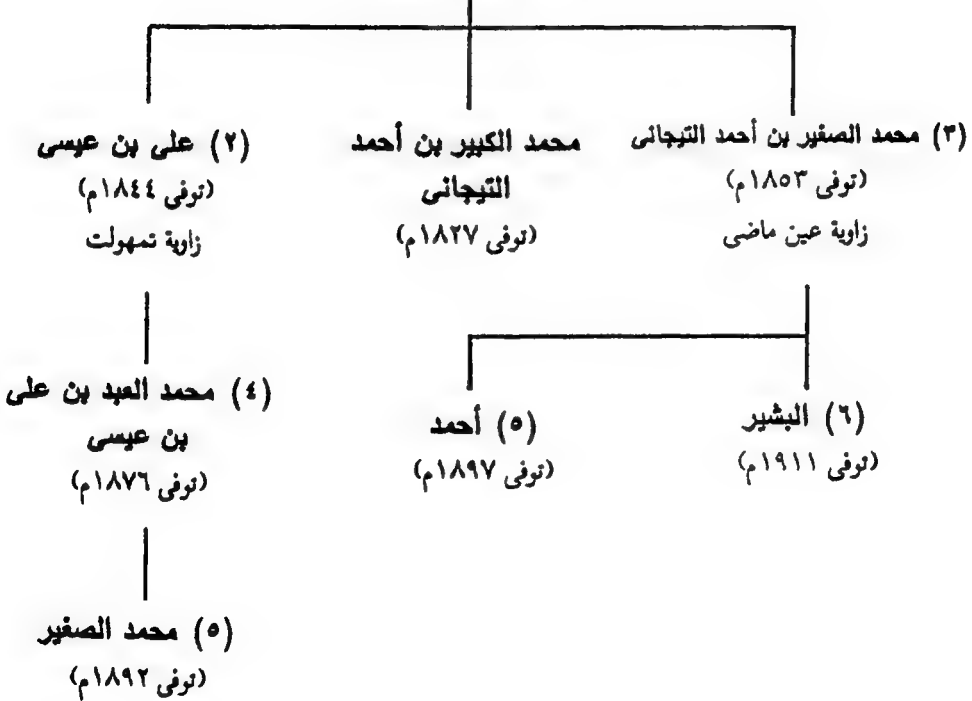 (٣) محمد الصغير بن أحمد التيجانى
(توفى ١٨٥٣م)
زاوية عين ماضى
محمد الكبير بن أحمد
التيجانى
(توفى ١٨٢٧م)
(٢) على بن عيسى
(توفى ١٨٤٤م)
زاوية تمهولت
(٦) البشير
(توفى ١٩١١م)
(٥) أحمد
(توفى ١٨٩٧م)
(٤) محمد العبد بن على
بن عيسى
(توفى ١٨٧٦م)
(٥) محمد الصغير
(توفى ١٨٩٢م)